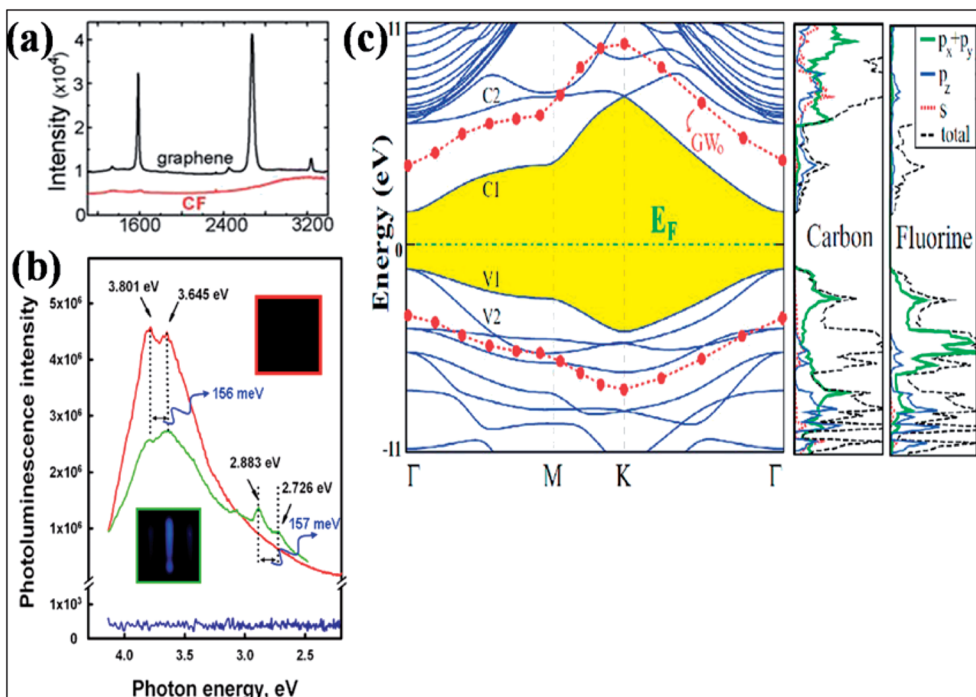 (a)
Intensity (x10⁴)
4
3
2
1
0
graphene
CF
1600
2400
3200
(b)
Photoluminescence intensity
5x10⁶
4x10⁶
3x10⁶
2x10⁶
1x10⁶
1x10³
0
3.801 eV
3.645 eV
156 meV
2.883 eV
2.726 eV
157 meV
4.0
3.5
3.0
2.5
Photon energy, eV
(c)
Energy (eV)
11
0
-11
C2
C1
GW₀
E_F
V1
V2
Γ
M
K
Γ
Carbon
Fluorine
pₓ+p_y
p_z
s
total